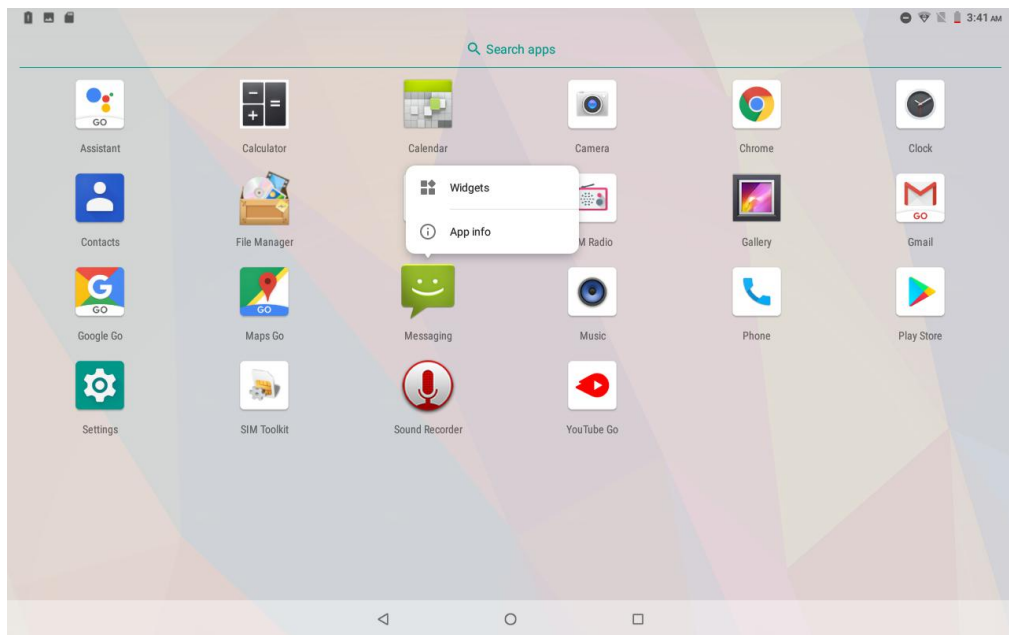 3:41 AM
Search apps
GO
Assistant
Calculator
Calendar
Camera
Chrome
Clock
Widgets
App info
Contacts
File Manager
M Radio
Gallery
GO
Gmail
G
GO
Google Go
GO
Maps Go
Messaging
Music
Phone
Play Store
Settings
SIM Toolkit
Sound Recorder
YouTube Go